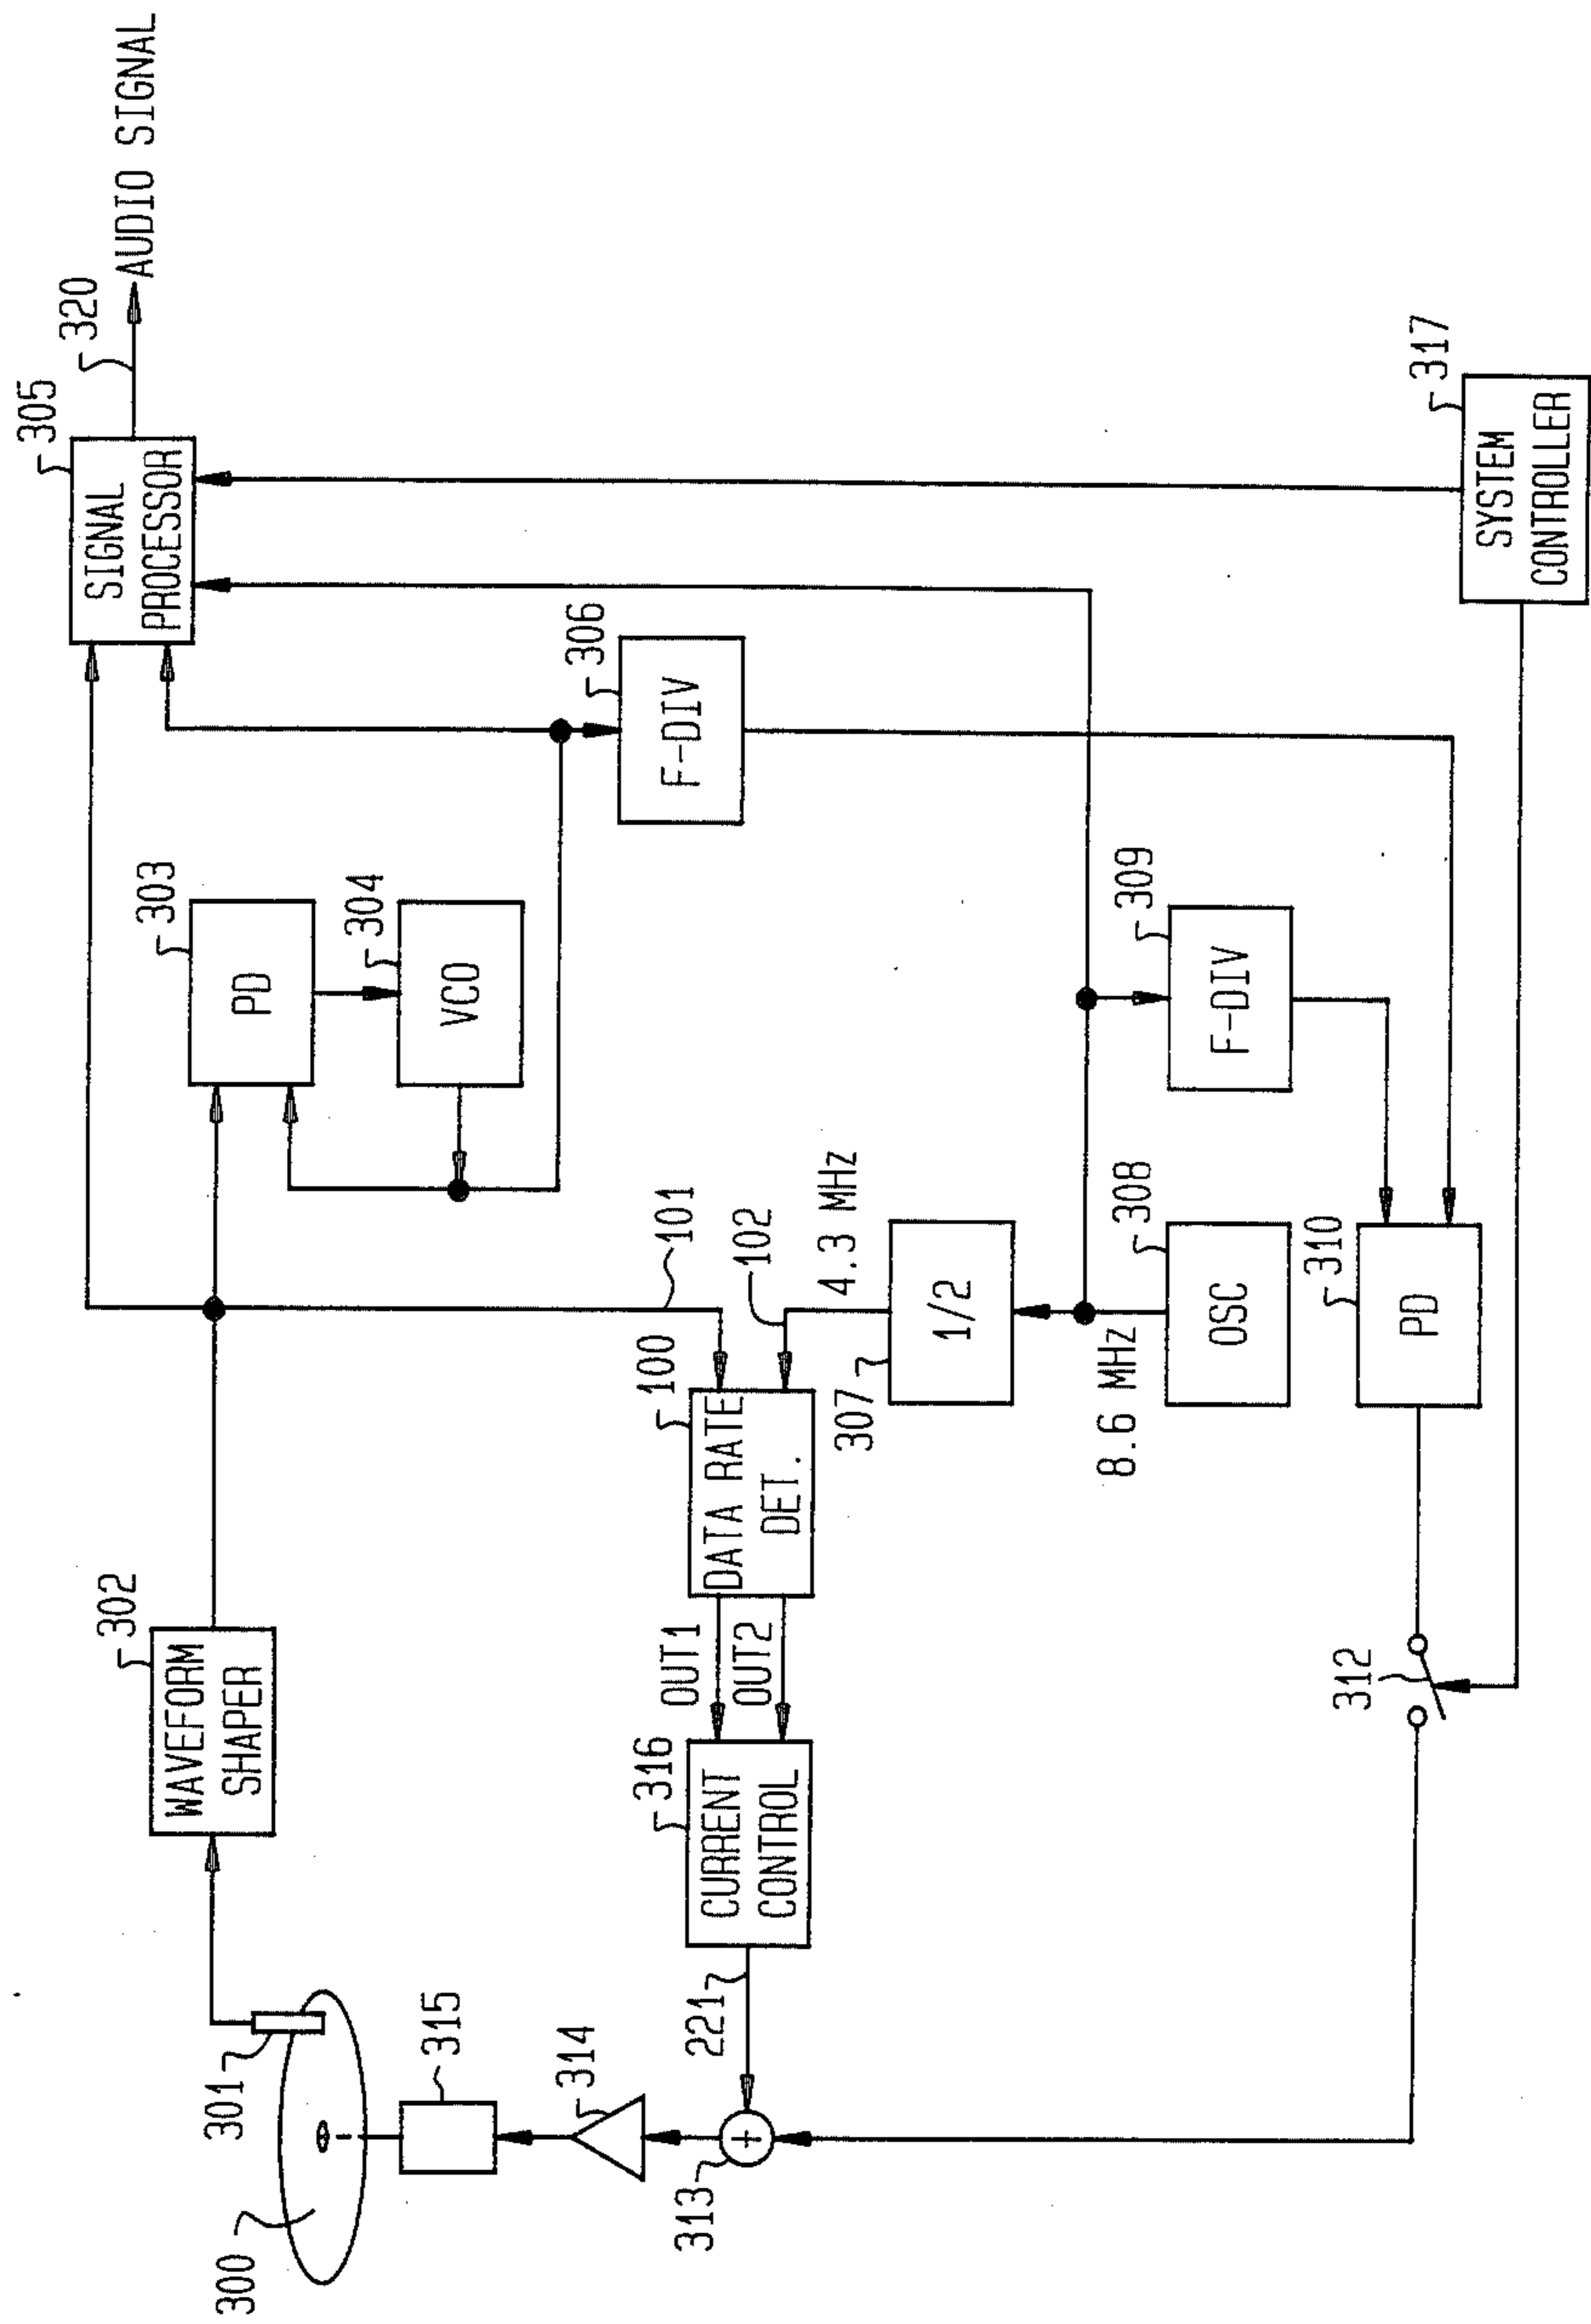 300
301
315
314
313
221
302
WAVEFORM
SHAPER
316
CURRENT
CONTROL
OUT1
OUT2
100
DATA RATE
DET.
101
102
4.3 MHz
307
1/2
8.6 MHz
308
OSC
303
PD
304
VCO
305
SIGNAL
PROCESSOR
320
AUDIO SIGNAL
306
F-DIV
309
F-DIV
310
PD
312
317
SYSTEM
CONTROLLER